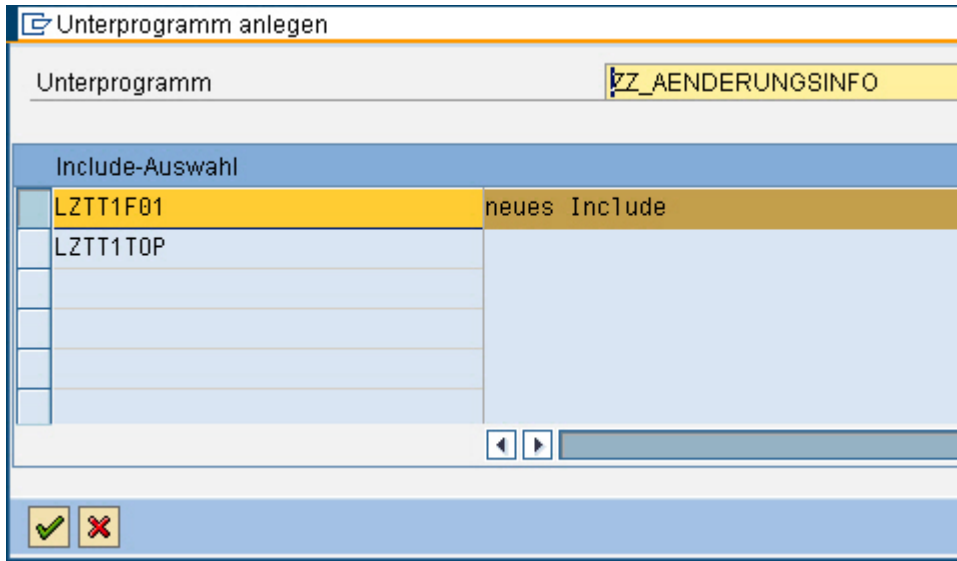 Unterprogramm anlegen
Unterprogramm ZZ_AENDERUNGSINFO
Include-Auswahl
LZTT1F01 neues Include
LZTT1TOP